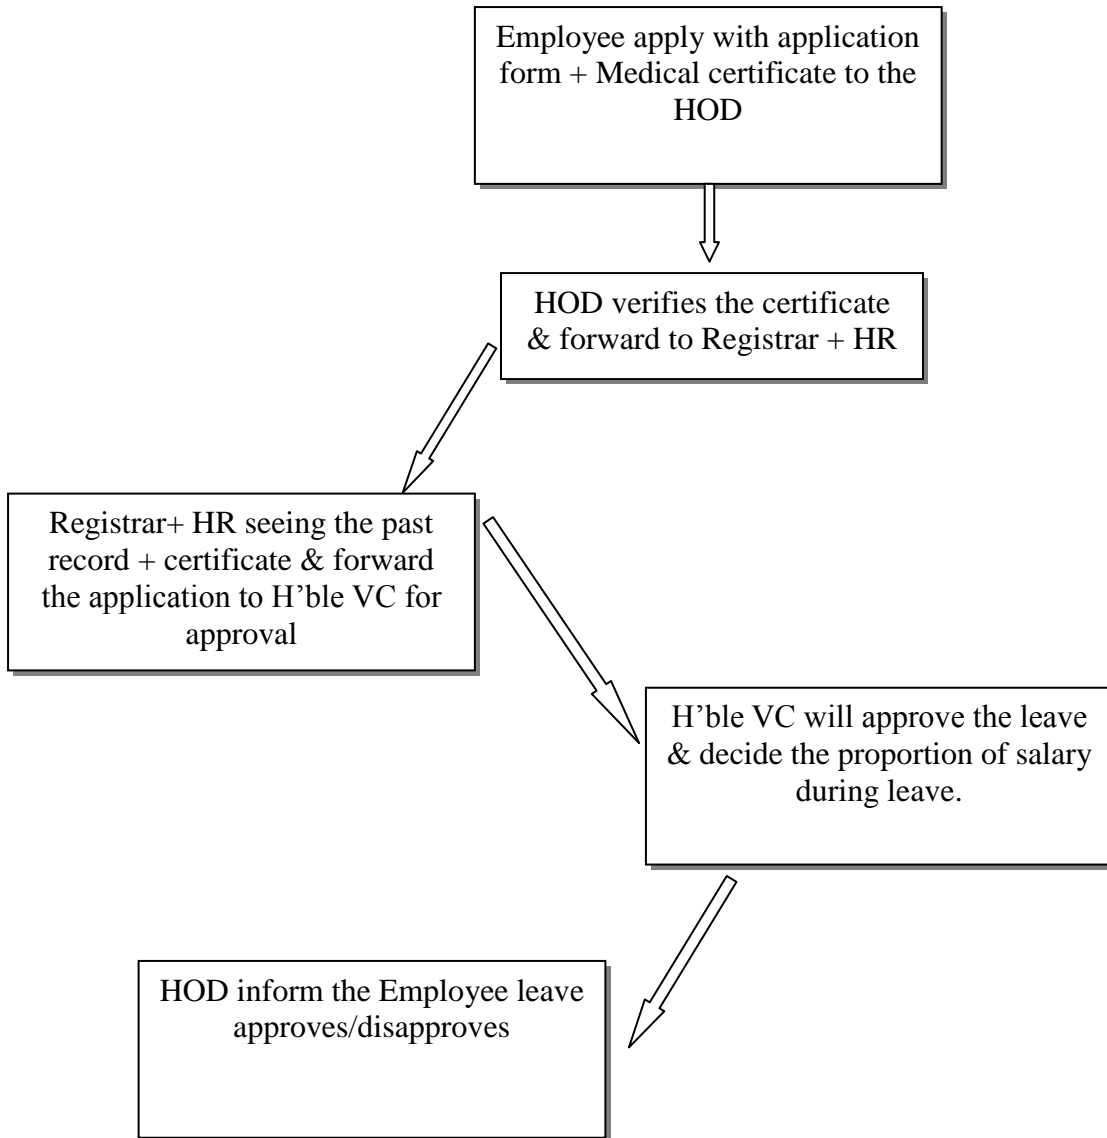 Employee apply with application
form + Medical certificate to the
HOD
HOD verifies the certificate
& forward to Registrar + HR
Registrar+ HR seeing the past
record + certificate & forward
the application to H’ble VC for
approval
H’ble VC will approve the leave
& decide the proportion of salary
during leave.
HOD inform the Employee leave
approves/disapproves